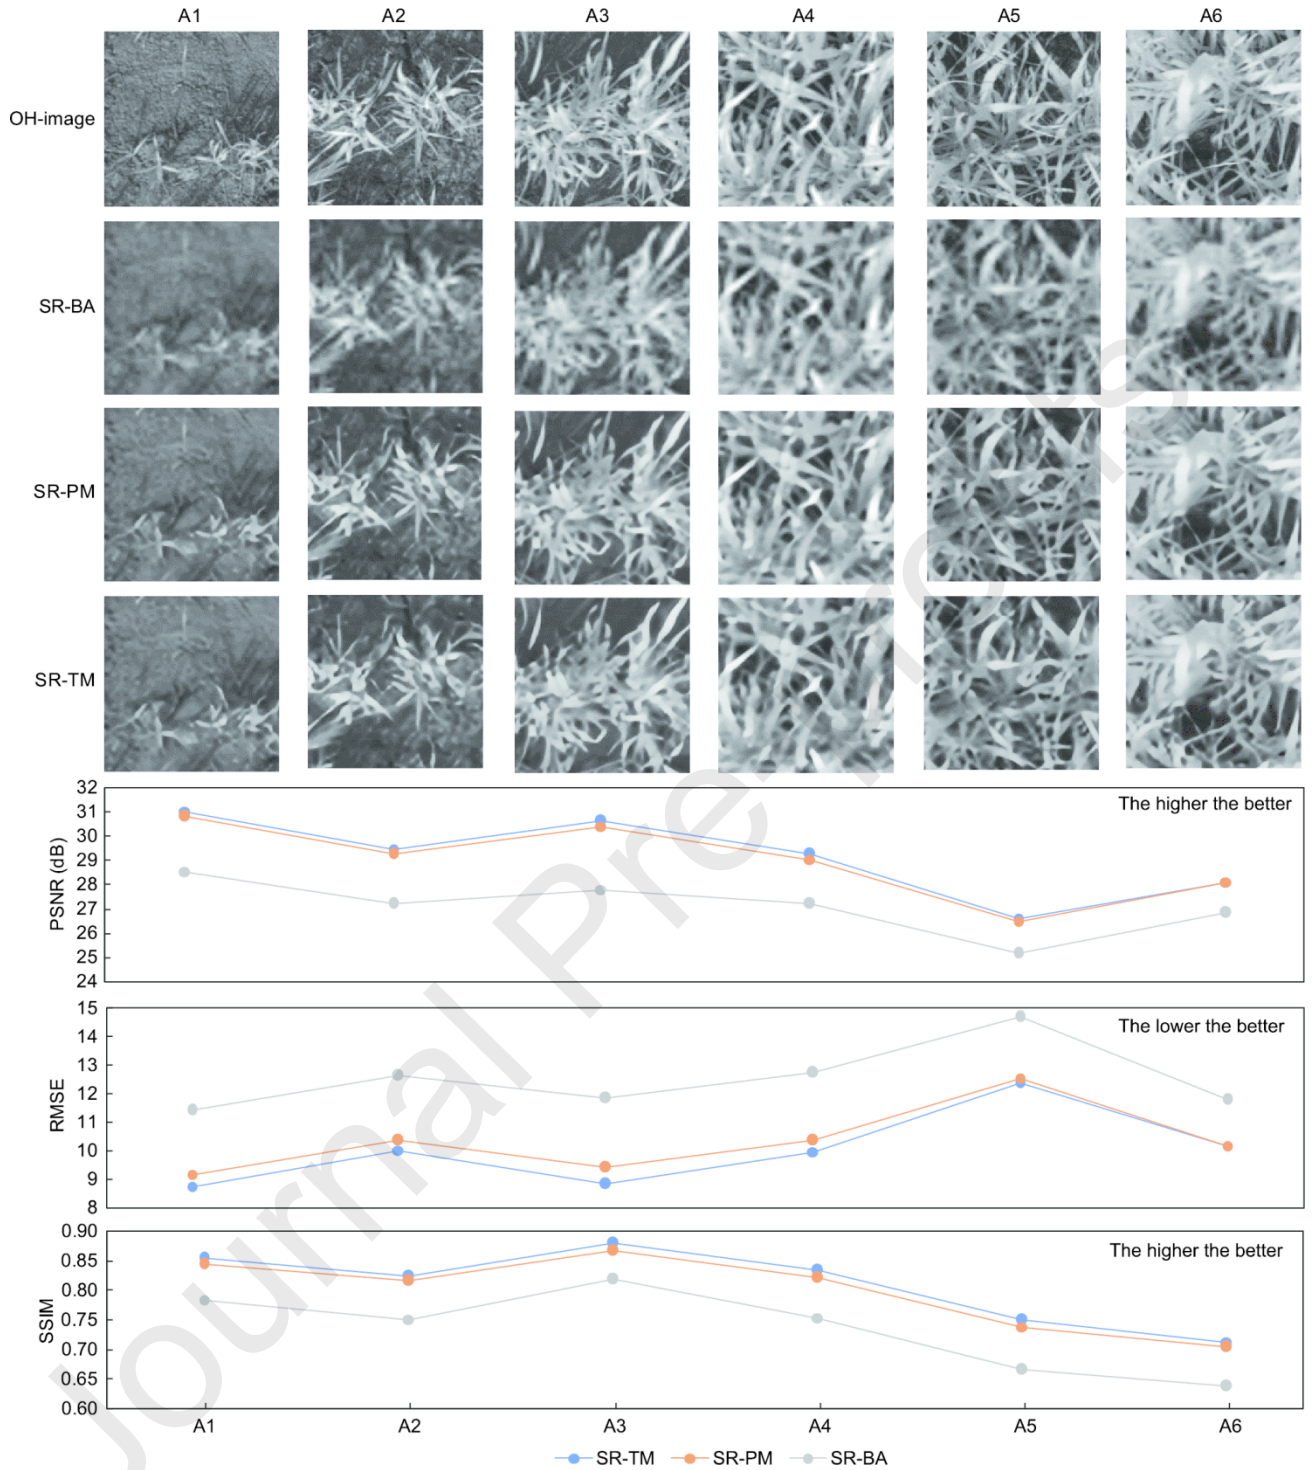 A1 A2 A3 A4 A5 A6
OH-image
SR-BA
SR-PM
SR-TM
32
31
30
29
28
27
26
25
24
PSNR (dB)
The higher the better
15
14
13
12
11
10
9
8
RMSE
The lower the better
0.90
0.85
0.80
0.75
0.70
0.65
0.60
SSIM
The higher the better
A1 A2 A3 A4 A5 A6
SR-TM SR-PM SR-BA
Journal Pre-proofs